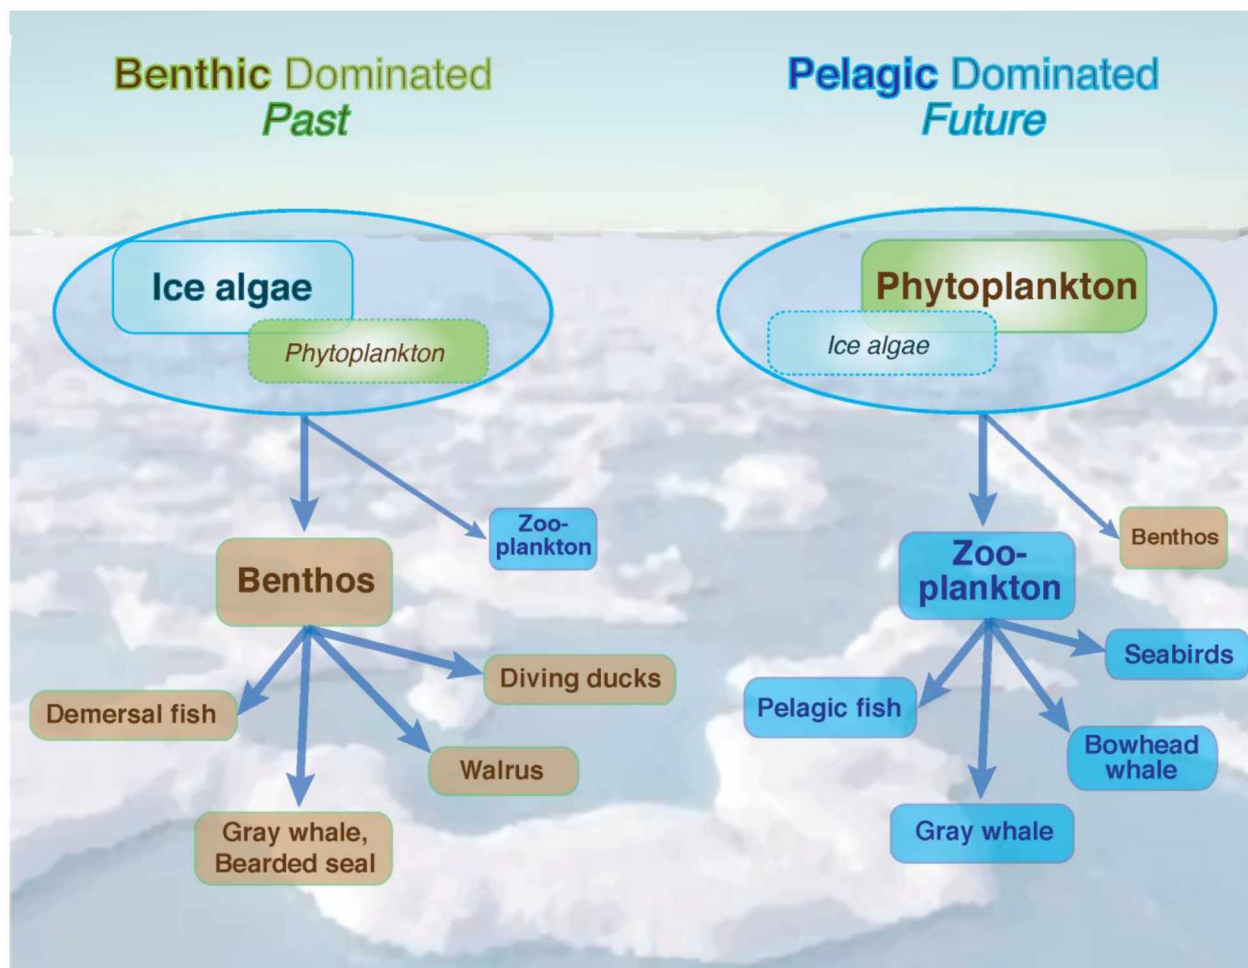 Benthic Dominated
Past
Ice algae
Phytoplankton
Zoo-
plankton
Benthos
Diving ducks
Demersal fish
Walrus
Gray whale,
Bearded seal
Pelagic Dominated
Future
Phytoplankton
Ice algae
Benthos
Zoo-
plankton
Seabirds
Pelagic fish
Bowhead
whale
Gray whale